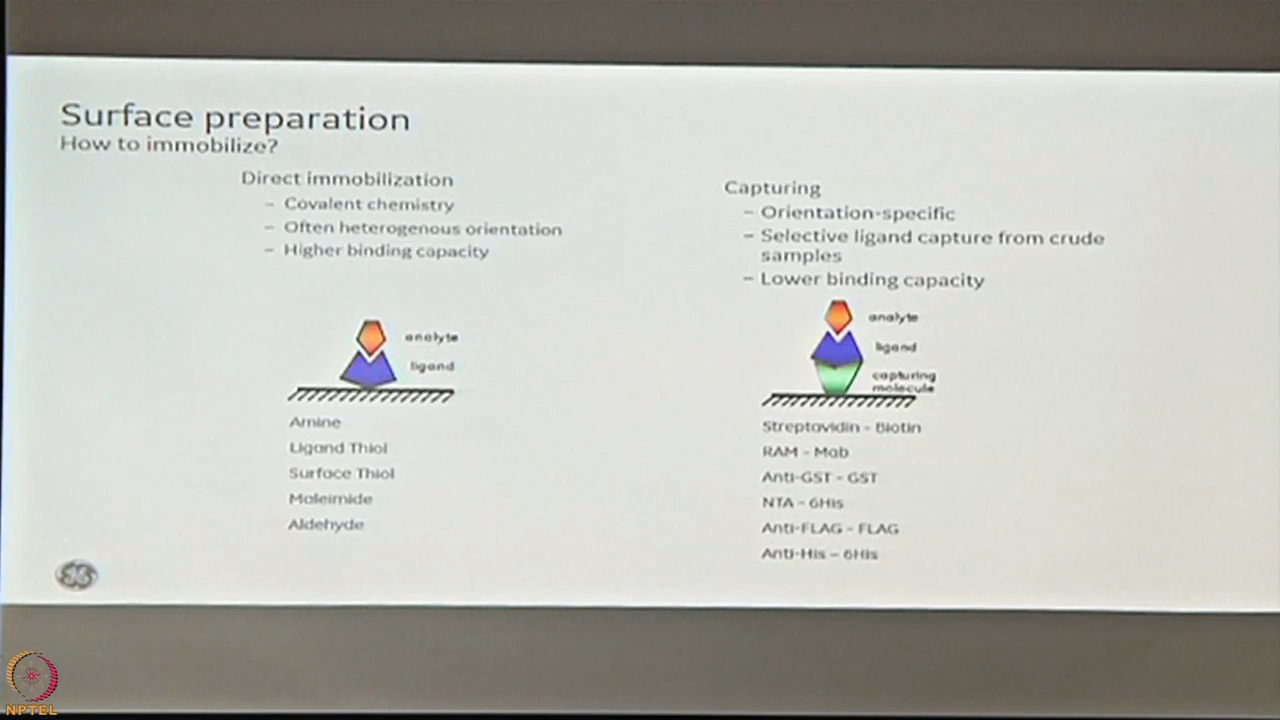 Surface preparation
How to immobilize?
Direct immobilization
– Covalent chemistry
– Often heterogenous orientation
– Higher binding capacity
analyte
ligand
Amine
Ligand Thiol
Surface Thiol
Maleimide
Aldehyde
Capturing
– Orientation-specific
– Selective ligand capture from crude
samples
– Lower binding capacity
analyte
ligand
capturing
molecule
Streptavidin – Biotin
RAM – Mab
Anti-GST – GST
NTA – 6His
Anti-FLAG – FLAG
Anti-His – 6His
GE
NPTEL